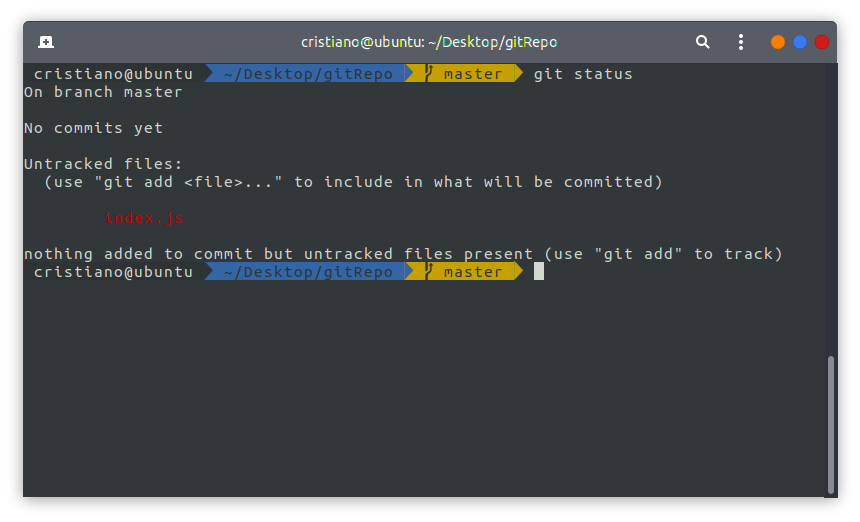 cristiano@ubuntu: ~/Desktop/gitRepo
cristiano@ubuntu ~/Desktop/gitRepo master git status
On branch master
No commits yet
Untracked files:
(use "git add <file>..." to include in what will be committed)
index.js
nothing added to commit but untracked files present (use "git add" to track)
cristiano@ubuntu ~/Desktop/gitRepo master